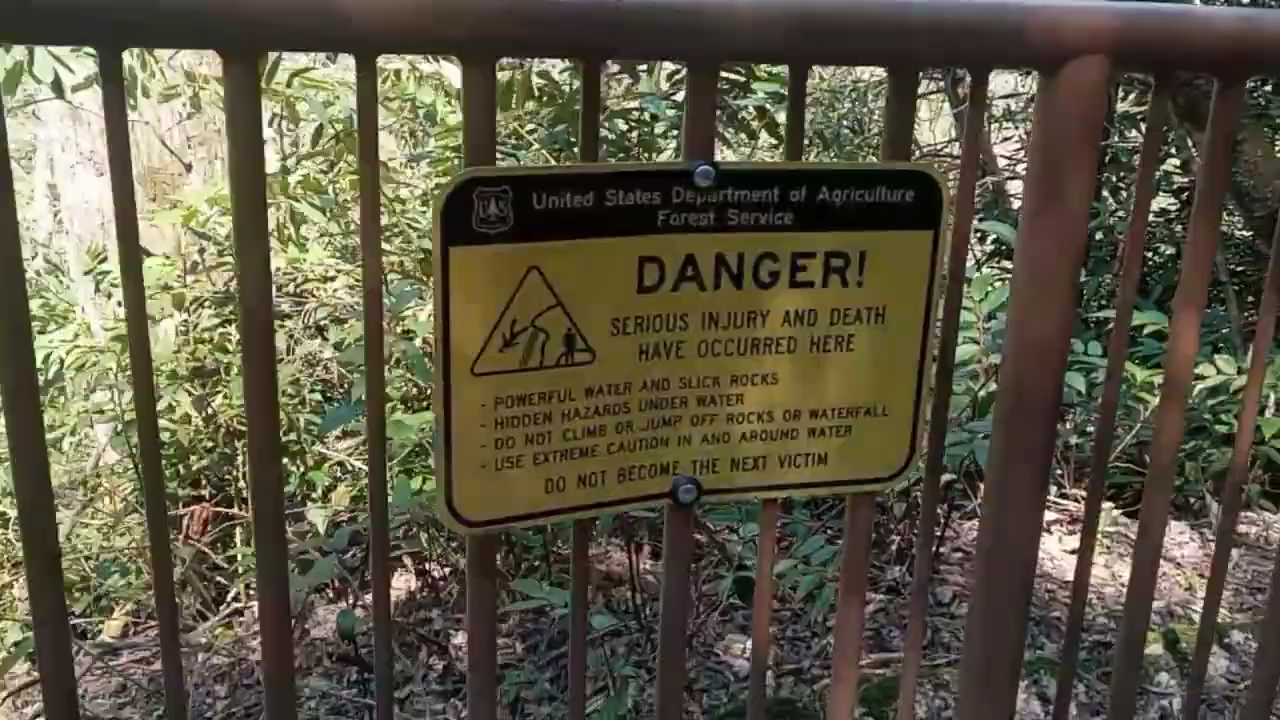 United States Department of Agriculture
Forest Service
DANGER!
SERIOUS INJURY AND DEATH
HAVE OCCURRED HERE
- POWERFUL WATER AND SLICK ROCKS
- HIDDEN HAZARDS UNDER WATER
- DO NOT CLIMB OR JUMP OFF ROCKS OR WATERFALL
- USE EXTREME CAUTION IN AND AROUND WATER
DO NOT BECOME THE NEXT VICTIM